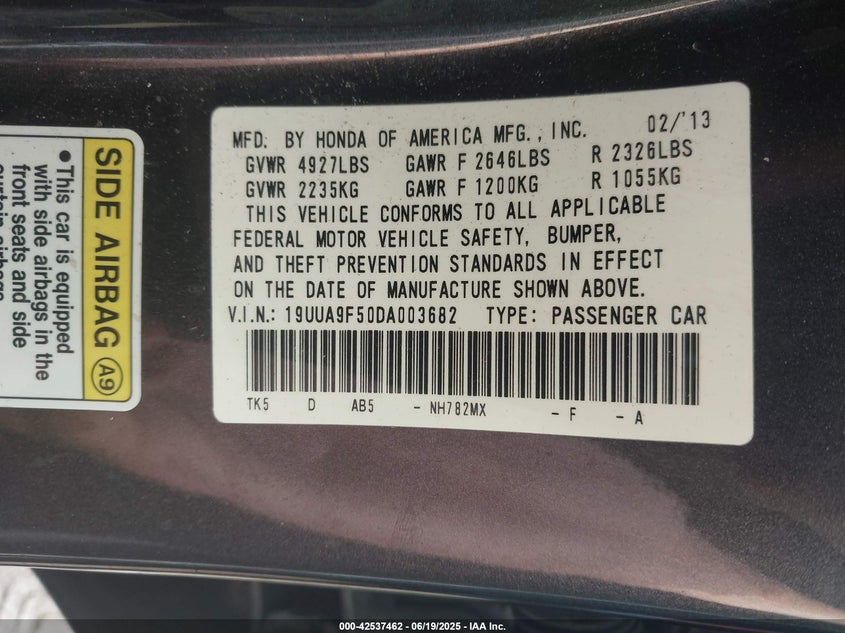 MFD. BY HONDA OF AMERICA MFG., INC. 02/'13
GVWR 4927LBS GAWR F 2646LBS R 2326LBS
GVWR 2235KG GAWR F 1200KG R 1055KG
THIS VEHICLE CONFORMS TO ALL APPLICABLE
FEDERAL MOTOR VEHICLE SAFETY, BUMPER,
AND THEFT PREVENTION STANDARDS IN EFFECT
ON THE DATE OF MANUFACTURE SHOWN ABOVE.
V.I.N.: 19UUA9F50DA003682 TYPE: PASSENGER CAR
TK5 D AB5 - NH782MX - F - A
SIDE AIRBAG A9
• This car is equipped
with side airbags in the
front seats and side
curtain airbags.
000-42537462 - 06/19/2025 - IAA Inc.